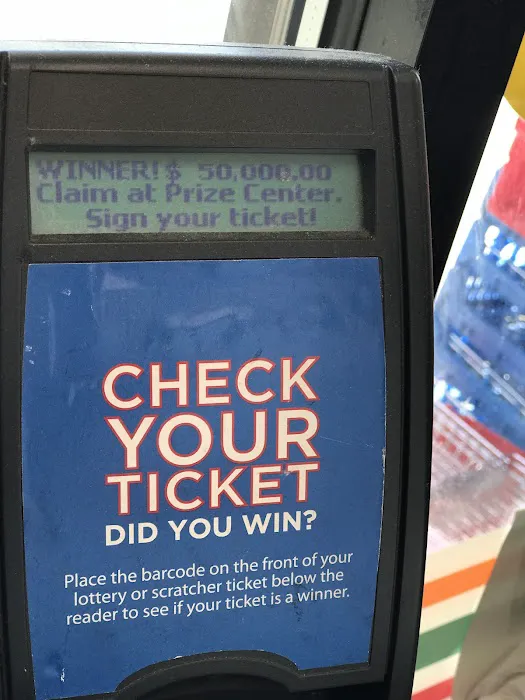 WINNER! $ 50,000.00
Claim at Prize Center.
Sign your ticket!
CHECK
YOUR
TICKET
DID YOU WIN?
Place the barcode on the front of your
lottery or scratcher ticket below the
reader to see if your ticket is a winner.